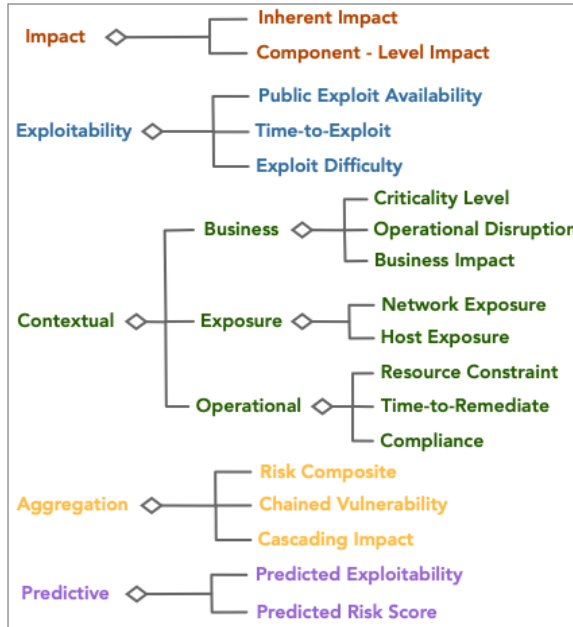 Impact
Inherent Impact
Component - Level Impact
Exploitability
Public Exploit Availability
Time-to-Exploit
Exploit Difficulty
Contextual
Business
Criticality Level
Operational Disruption
Business Impact
Exposure
Network Exposure
Host Exposure
Operational
Resource Constraint
Time-to-Remediate
Compliance
Aggregation
Risk Composite
Chained Vulnerability
Cascading Impact
Predictive
Predicted Exploitability
Predicted Risk Score